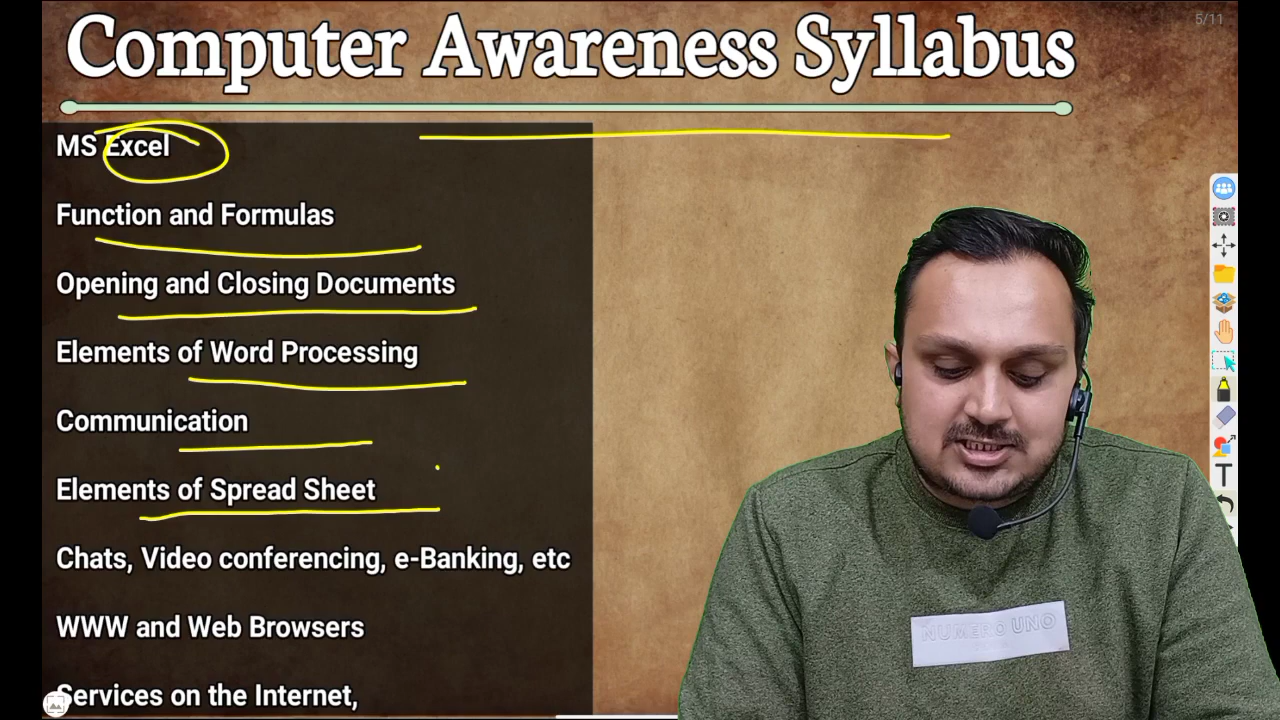 Computer Awareness Syllabus
5/11
MS Excel
Function and Formulas
Opening and Closing Documents
Elements of Word Processing
Communication
Elements of Spread Sheet
Chats, Video conferencing, e-Banking, etc
WWW and Web Browsers
Services on the Internet,
T
NUMERO UNO